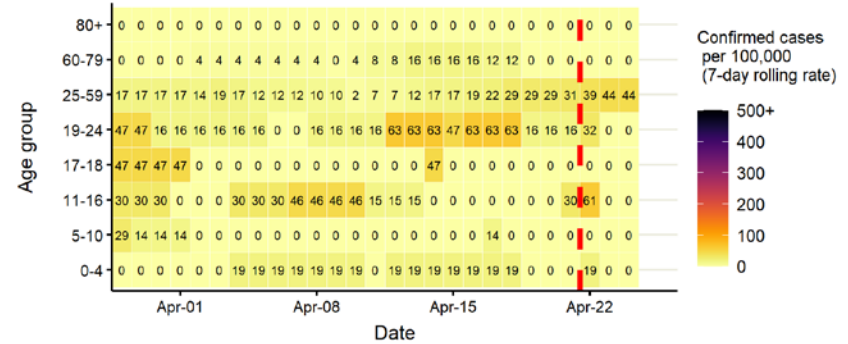 80+ 0 0 0 0 0 0 0 0 0 0 0 0 0 0 0 0 0 0 0 0 0 0 0 0 0 0 0
60-79 0 0 0 0 4 4 4 4 4 4 4 0 4 8 8 16 16 16 16 12 12 0 0 0 0 0 0
25-59 17 17 17 17 14 19 17 12 12 12 10 10 2 7 7 12 17 17 19 22 29 29 29 31 39 44 44
19-24 47 47 16 16 16 16 16 16 0 0 16 16 16 16 63 63 63 47 63 63 63 16 16 16 32 0 0
17-18 47 47 47 47 0 0 0 0 0 0 0 0 0 0 0 0 47 0 0 0 0 0 0 0 0 0 0
11-16 30 30 30 0 0 0 30 30 30 46 46 46 46 15 15 15 0 0 0 0 0 0 0 30 61 0 0
5-10 29 14 14 14 0 0 0 0 0 0 0 0 0 0 0 0 0 0 0 14 0 0 0 0 0 0 0
0-4 0 0 0 0 0 0 19 19 19 19 19 19 19 0 19 19 19 19 19 19 19 0 0 0 19 0 0
Apr-01 Apr-08 Apr-15 Apr-22
Date
Age group
Confirmed cases
per 100,000
(7-day rolling rate)
500+
400
300
200
100
0